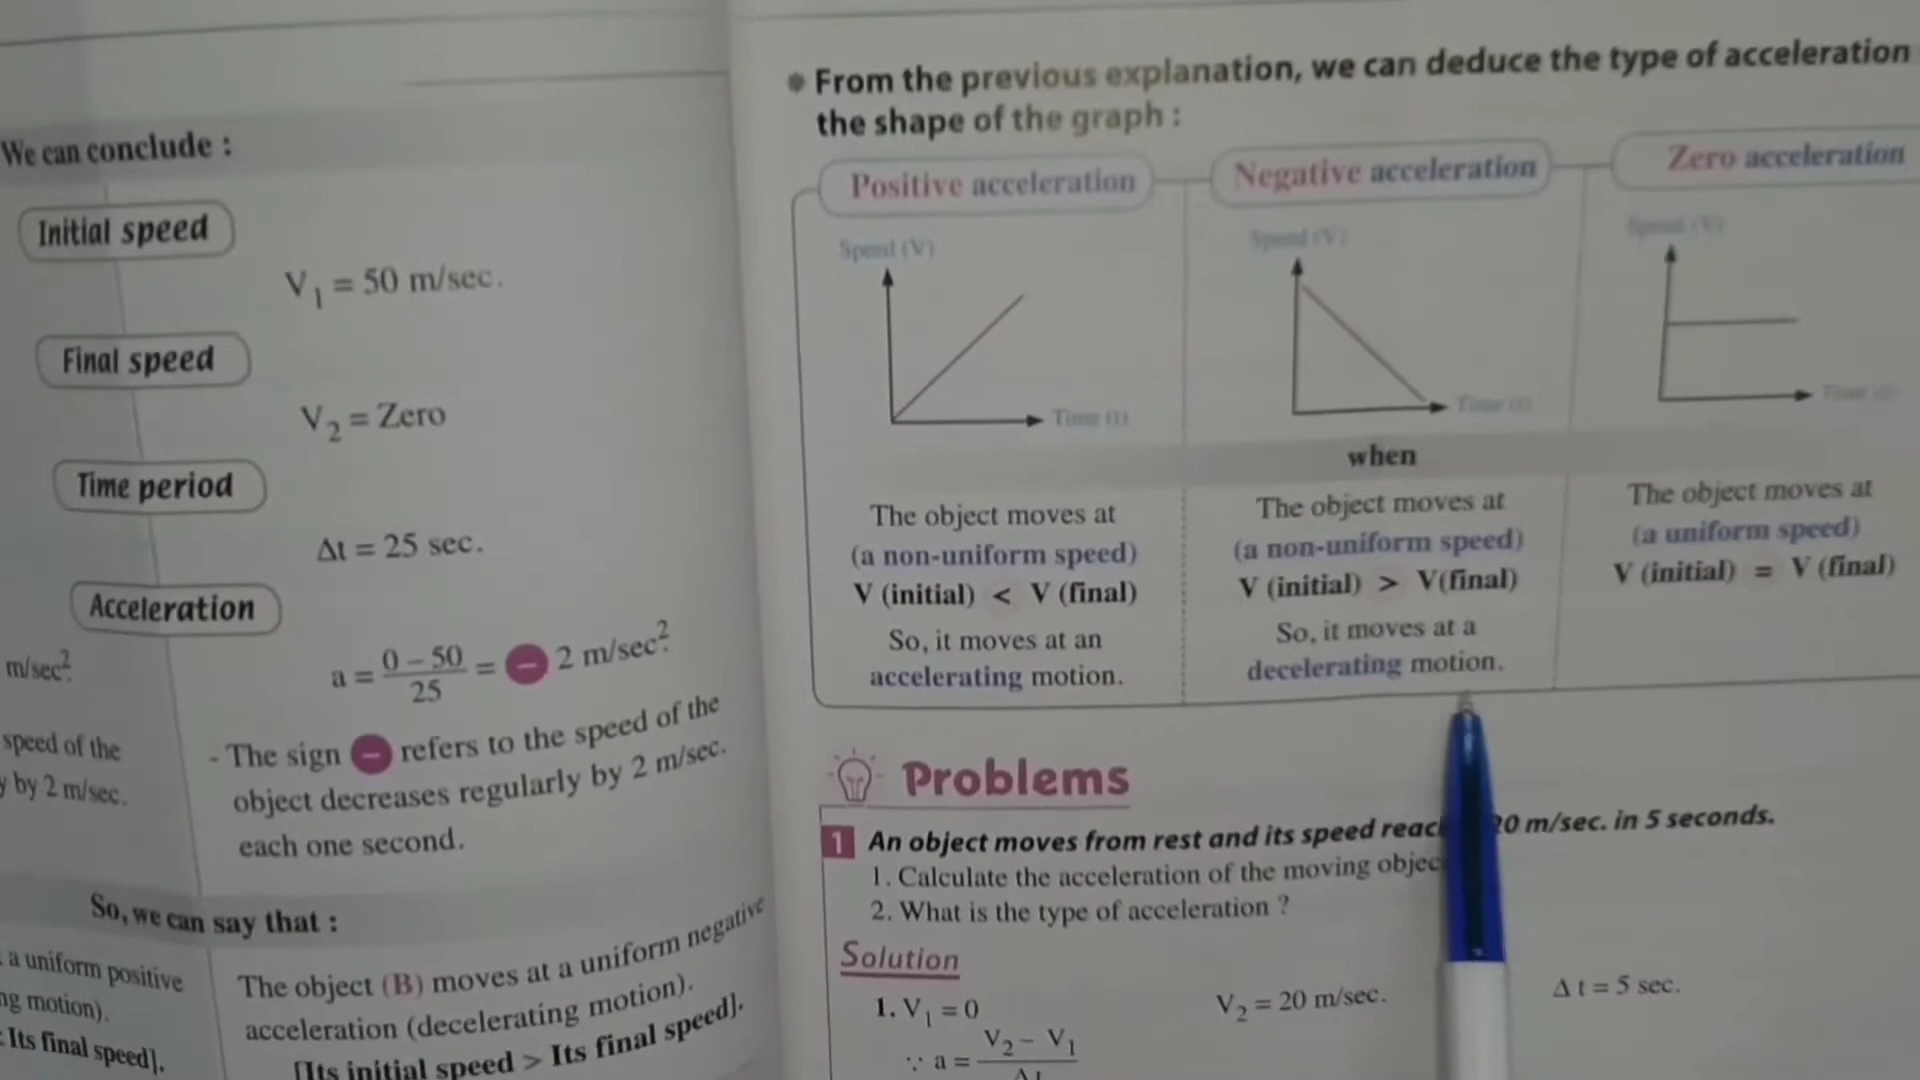 We can conclude :
Initial speed
V1 = 50 m/sec.
Final speed
V2 = Zero
Time period
Δt = 25 sec.
Acceleration
m/sec².
a = 0 – 50 / 25 = – 2 m/sec².
speed of the
by 2 m/sec.
- The sign – refers to the speed of the
object decreases regularly by 2 m/sec.
each one second.
So, we can say that :
a uniform positive
motion).
Its final speed].
The object (B) moves at a uniform negative
acceleration (decelerating motion).
[Its initial speed > Its final speed].
From the previous explanation, we can deduce the type of acceleration
the shape of the graph :
Positive acceleration
Negative acceleration
Zero acceleration
Speed (V)
Speed (V)
Speed (V)
Time (t)
Time (t)
Time (t)
when
The object moves at
(a non-uniform speed)
V (initial) < V (final)
So, it moves at an
accelerating motion.
The object moves at
(a non-uniform speed)
V (initial) > V(final)
So, it moves at a
decelerating motion.
The object moves at
(a uniform speed)
V (initial) = V (final)
Problems
1 An object moves from rest and its speed 20 m/sec. in 5 seconds.
1. Calculate the acceleration of the moving
2. What is the type of acceleration ?
Solution
1. V1 = 0
V2 = 20 m/sec.
Δt = 5 sec.
∵ a = V2 – V1 / Δt